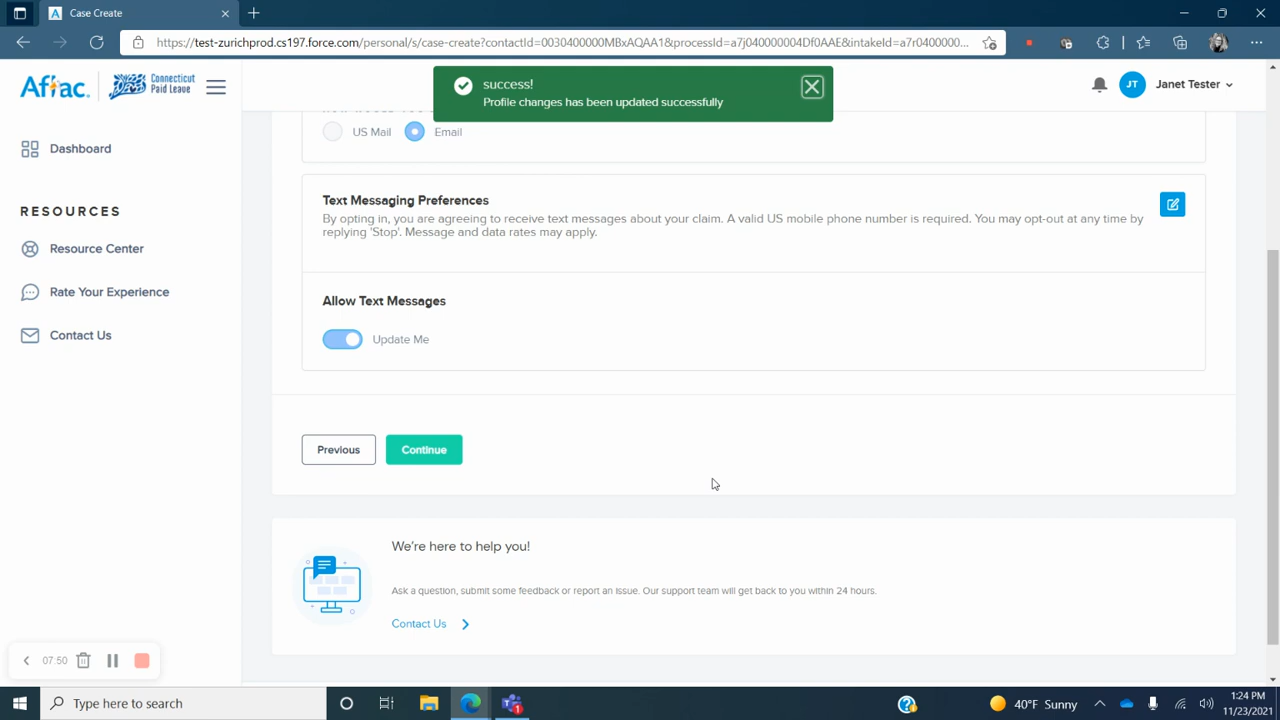 Case Create
https://test-zurichprod.cs197.force.com/personal/s/case-create?contactId=0030400000MBxAQAA1&processId=a7j040000004Df0AAE&intakeId=a7r0400000...
Aflac
Connecticut
Paid Leave
success!
Profile changes has been updated successfully
JT
Janet Tester
Dashboard
RESOURCES
Resource Center
Rate Your Experience
Contact Us
US Mail
Email
Text Messaging Preferences
By opting in, you are agreeing to receive text messages about your claim. A valid US mobile phone number is required. You may opt-out at any time by
replying 'Stop'. Message and data rates may apply.
Allow Text Messages
Update Me
Previous
Continue
We're here to help you!
Ask a question, submit some feedback or report an issue. Our support team will get back to you within 24 hours.
Contact Us
07:50
Type here to search
1
40°F Sunny
1:24 PM
11/23/2021